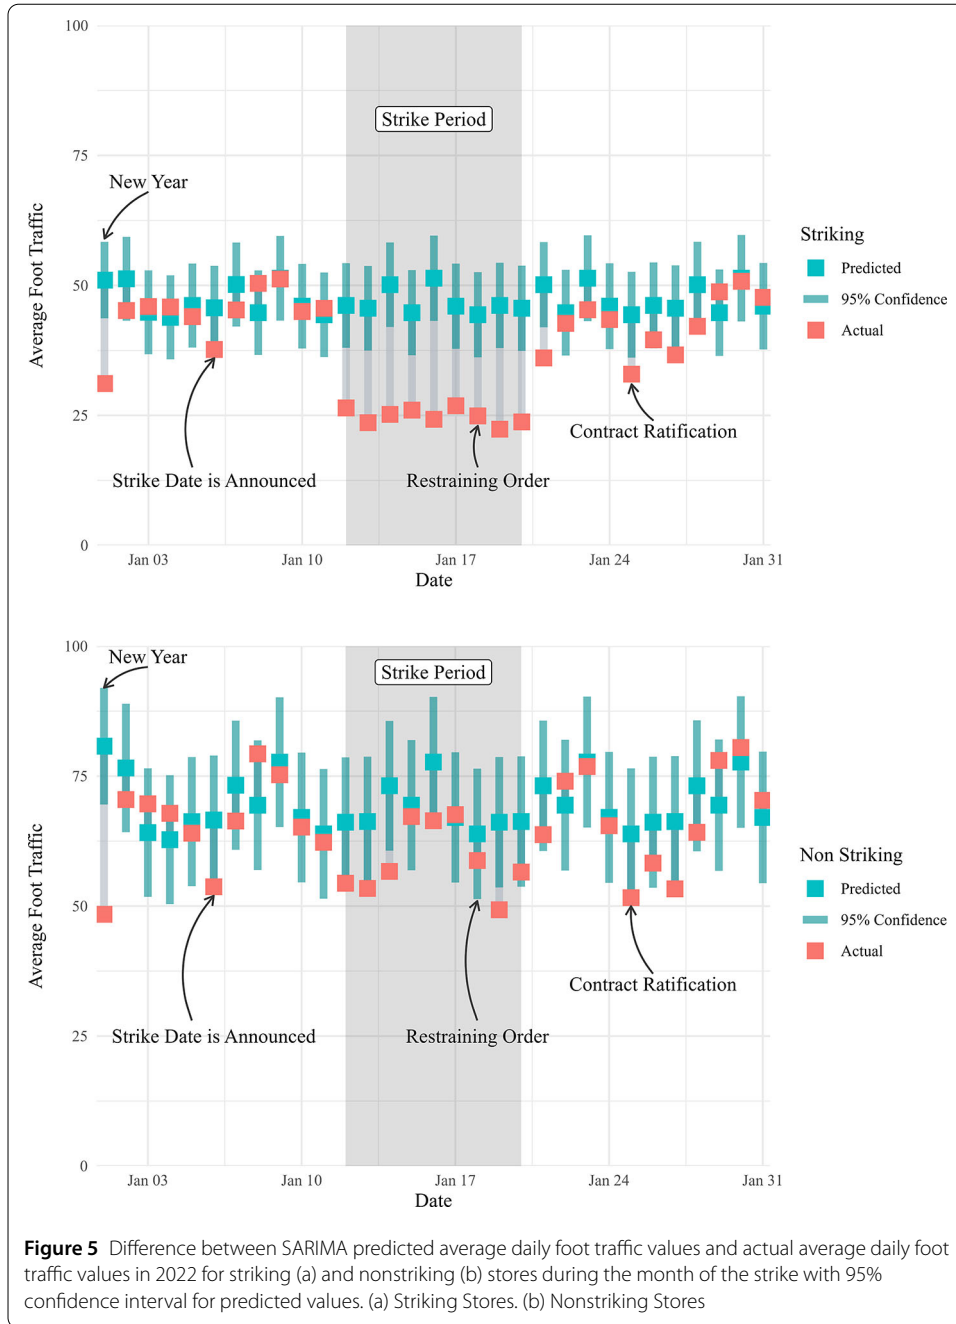 100
Strike Period
75
New Year
Average Foot Traffic
Striking
Predicted
50
95% Confidence
Actual
25
Contract Ratification
Strike Date is Announced
Restraining Order
0
Jan 03
Jan 10
Jan 17
Jan 24
Jan 31
Date
100
New Year
Strike Period
75
Average Foot Traffic
Non Striking
Predicted
50
95% Confidence
Actual
Contract Ratification
25
Strike Date is Announced
Restraining Order
0
Jan 03
Jan 10
Jan 17
Jan 24
Jan 31
Date
Figure 5 Difference between SARIMA predicted average daily foot traffic values and actual average daily foot
traffic values in 2022 for striking (a) and nonstriking (b) stores during the month of the strike with 95%
confidence interval for predicted values. (a) Striking Stores. (b) Nonstriking Stores